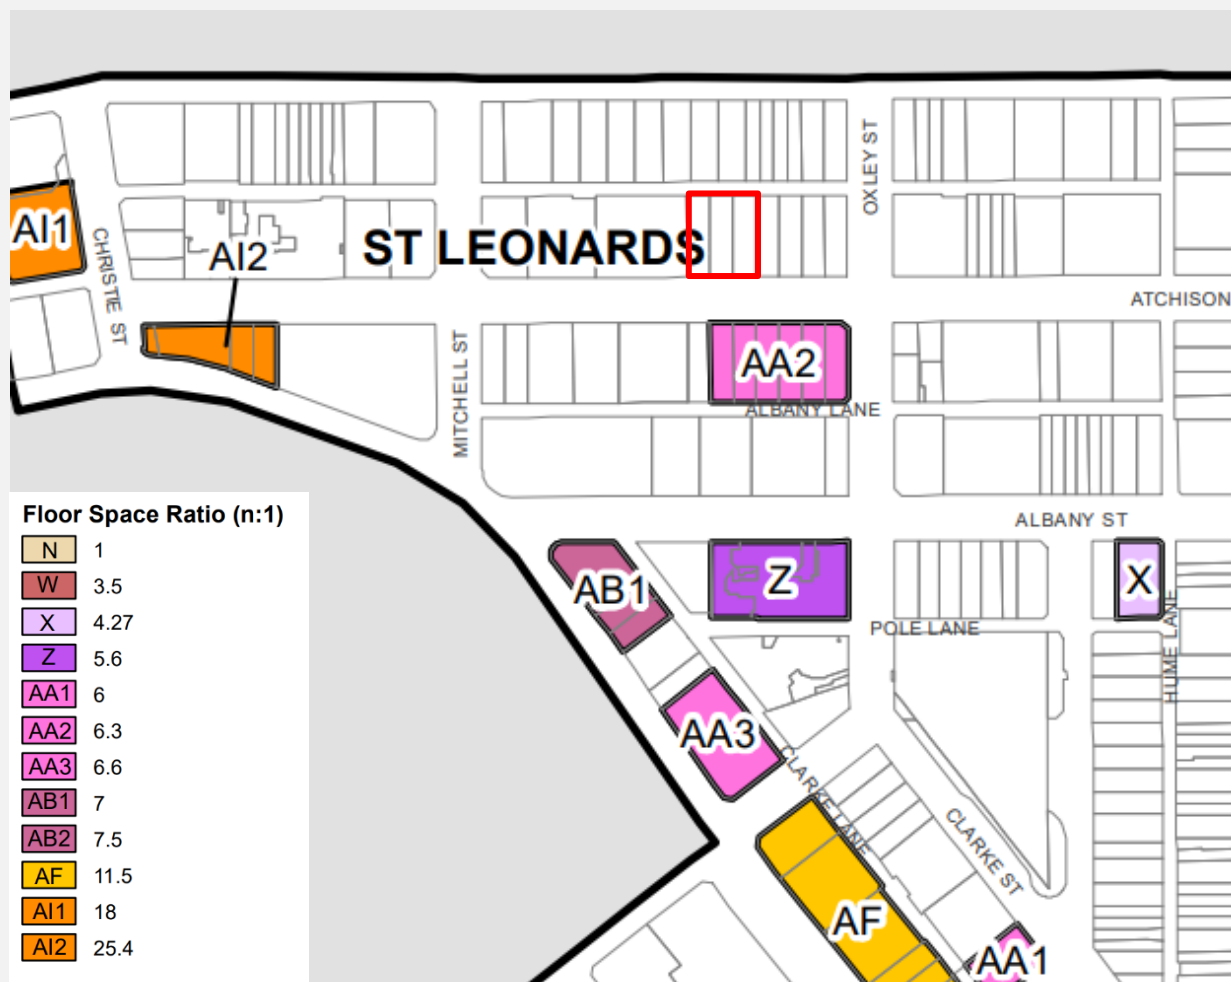 OXLEY ST
AI1
CHRISTIE ST
AI2
ST LEONARDS
ATCHISON
MITCHELL ST
AA2
ALBANY LANE
ALBANY ST
AB1
Z
X
POLE LANE
HUME LANE
AA3
CLARKE LANE
CLARKE ST
AF
AA1
Floor Space Ratio (n:1)
N 1
W 3.5
X 4.27
Z 5.6
AA1 6
AA2 6.3
AA3 6.6
AB1 7
AB2 7.5
AF 11.5
AI1 18
AI2 25.4